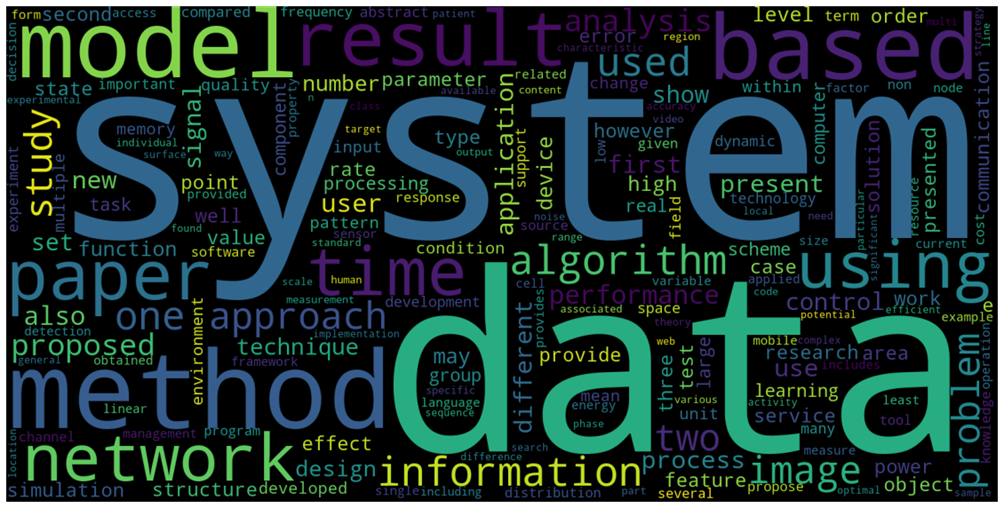 form second access compared frequency abstract patient
decision model result analysis based level term order
error region characteristic multi strategy line
state important quality number parameter used change within factor non node
experimental class available related content accuracy video
memory property n signal component type show computer
individual target however dynamic
surface way input output support low given
study application device first communication solution
experiment multiple new point rate processing high present technology presented
task provided user response real field local need resource
system
set well pattern source particular significant
function value found sensor noise range size current cost
software standard condition scheme applied
paper time algorithm case using
scale human cell variable code e
also measurement development performance control work potential efficient example
detection one approach implementation associated space provides theory
proposed environment technique may different provide web mobile complex operation
general obtained framework group three test research area includes
method data specific mean large use problem
linear language energy learning activity least knowledge
sequence various unit service many tool
channel management program effect phase two
network information search difference process image measure power
location design feature object
simulation structure developed single including distribution part several propose optimal sample